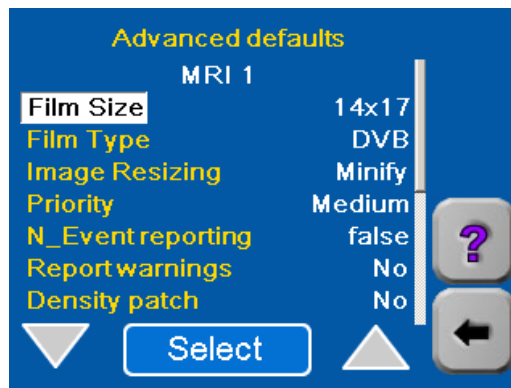 Advanced defaults
MRI 1
Film Size 14x17
Film Type DVB
Image Resizing Minify
Priority Medium
N_Event reporting false
Report warnings No
Density patch No
Select
?